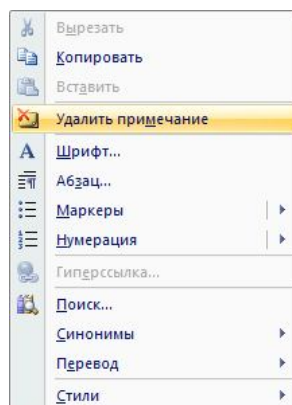 Вырезать
Копировать
Вставить
Удалить примечание
Шрифт...
Абзац...
Маркеры
Нумерация
Гиперссылка...
Поиск...
Синонимы
Перевод
Стили